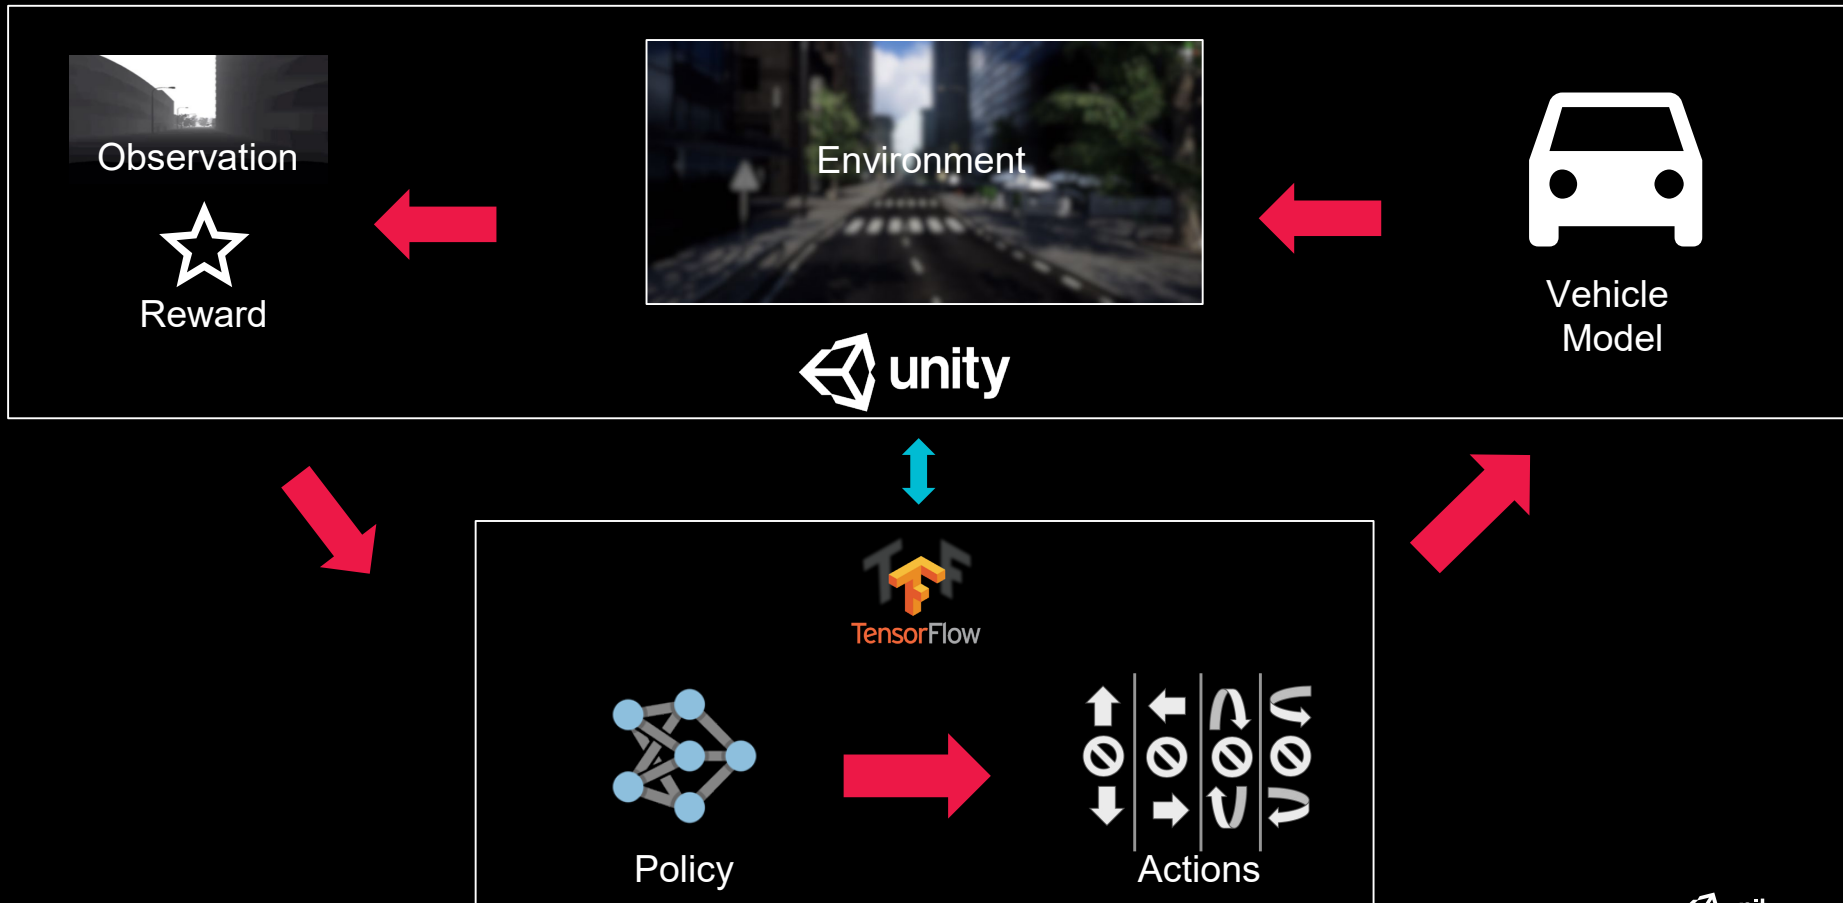 Observation
Reward
Environment
unity
Vehicle
Model
TensorFlow
Policy
Actions